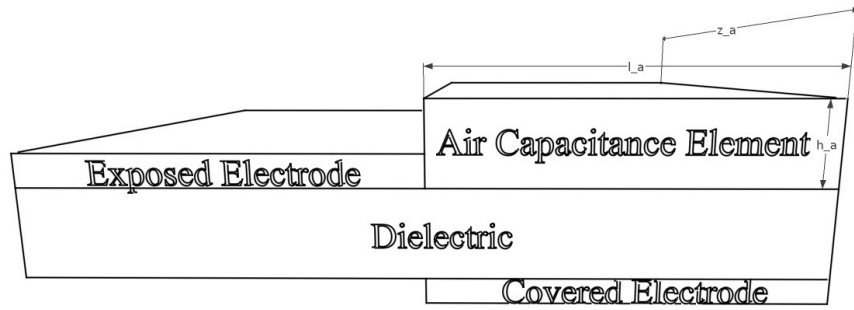 z_a
l_a
Air Capacitance Element
h_a
Exposed Electrode
Dielectric
Covered Electrode